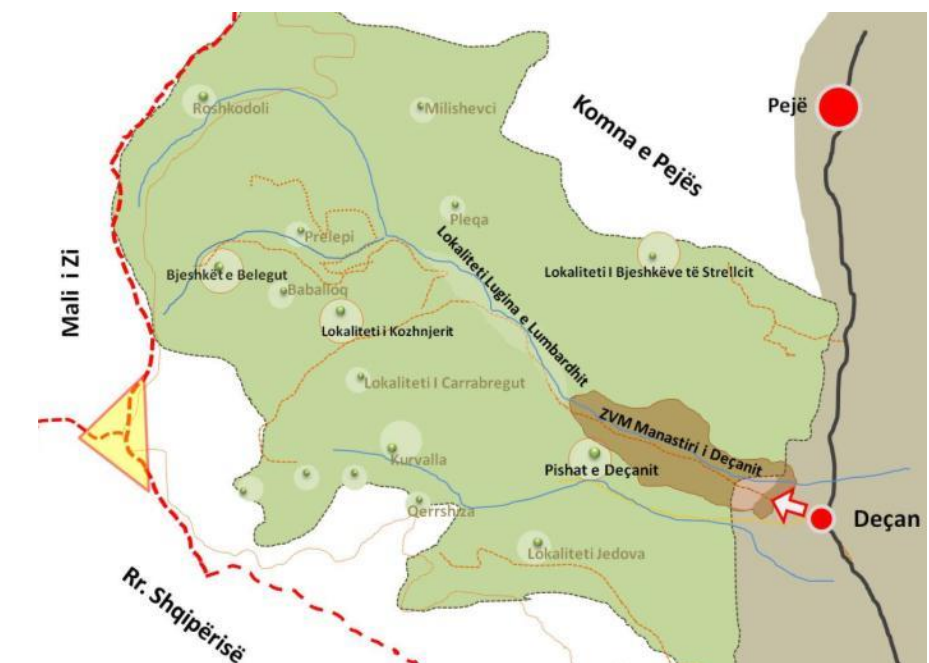 Roshkodoli
Milishevci
Pejë
Komna e Pejës
Pleqa
Prelepi
Lokaliteti Lugina e Lumbardhit
Lokaliteti I Bjeshkëve të Strellcit
Bjeshkët e Belegut
Baballoq
Mali i Zi
Lokaliteti i Kozhnjerit
Lokaliteti I Carrabregut
ZVM Manastiri i Deçanit
Kurvalla
Pishat e Deçanit
Qerrshiza
Deçan
Lokaliteti Jedova
Rr. Shqipërisë